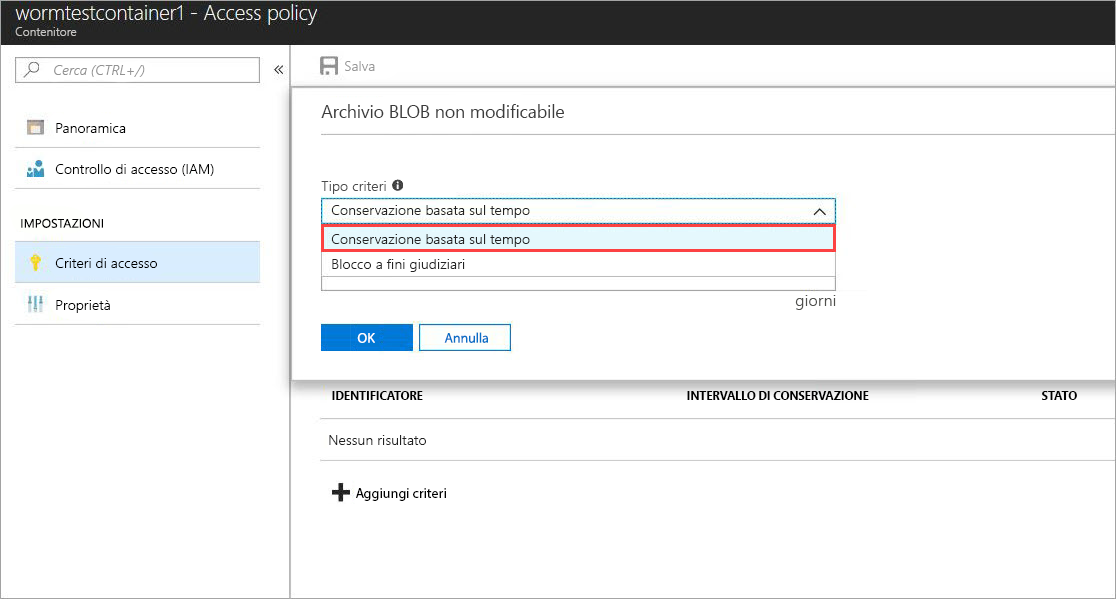 wormtestcontainer1 - Access policy
Contenitore
Cerca (CTRL+/)
«
Salva
Panoramica
Controllo di accesso (IAM)
IMPOSTAZIONI
Criteri di accesso
Proprietà
Archivio BLOB non modificabile
Tipo criteri
Conservazione basata sul tempo
Conservazione basata sul tempo
Blocco a fini giudiziari
giorni
OK
Annulla
IDENTIFICATORE
INTERVALLO DI CONSERVAZIONE
STATO
Nessun risultato
Aggiungi criteri